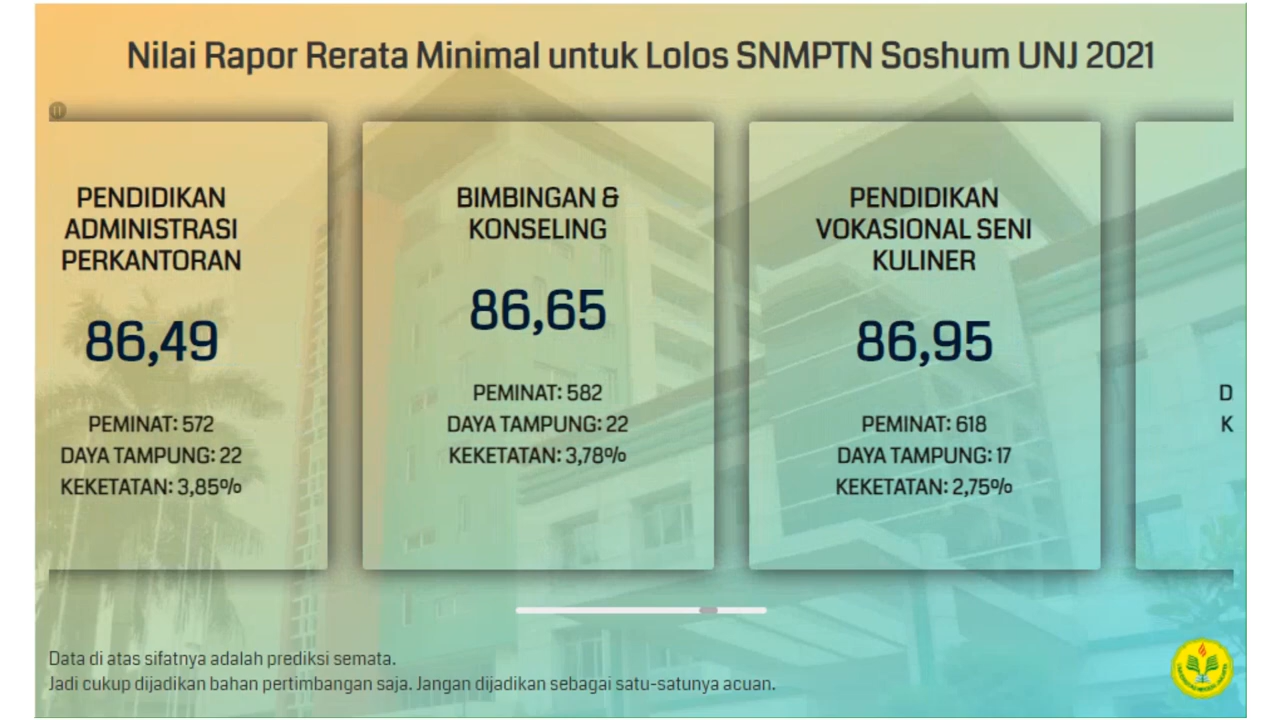 Nilai Rapor Rerata Minimal untuk Lolos SNMPTN Soshum UNJ 2021
PENDIDIKAN
ADMINISTRASI
PERKANTORAN
86,49
PEMINAT: 572
DAYA TAMPUNG: 22
KEKETATAN: 3,85%
BIMBINGAN &
KONSELING
86,65
PEMINAT: 582
DAYA TAMPUNG: 22
KEKETATAN: 3,78%
PENDIDIKAN
VOKASIONAL SENI
KULINER
86,95
PEMINAT: 618
DAYA TAMPUNG: 17
KEKETATAN: 2,75%
D
K
Data di atas sifatnya adalah prediksi semata.
Jadi cukup dijadikan bahan pertimbangan saja. Jangan dijadikan sebagai satu-satunya acuan.